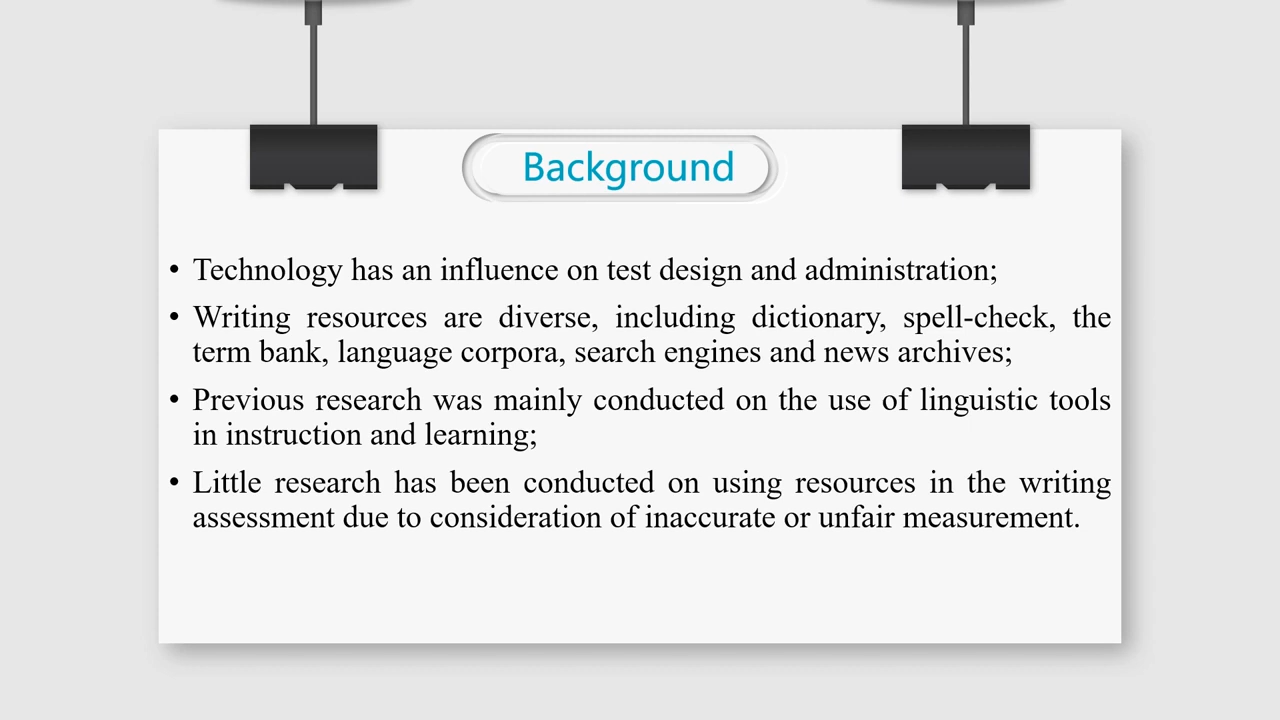 Background
• Technology has an influence on test design and administration;
• Writing resources are diverse, including dictionary, spell-check, the
term bank, language corpora, search engines and news archives;
• Previous research was mainly conducted on the use of linguistic tools
in instruction and learning;
• Little research has been conducted on using resources in the writing
assessment due to consideration of inaccurate or unfair measurement.